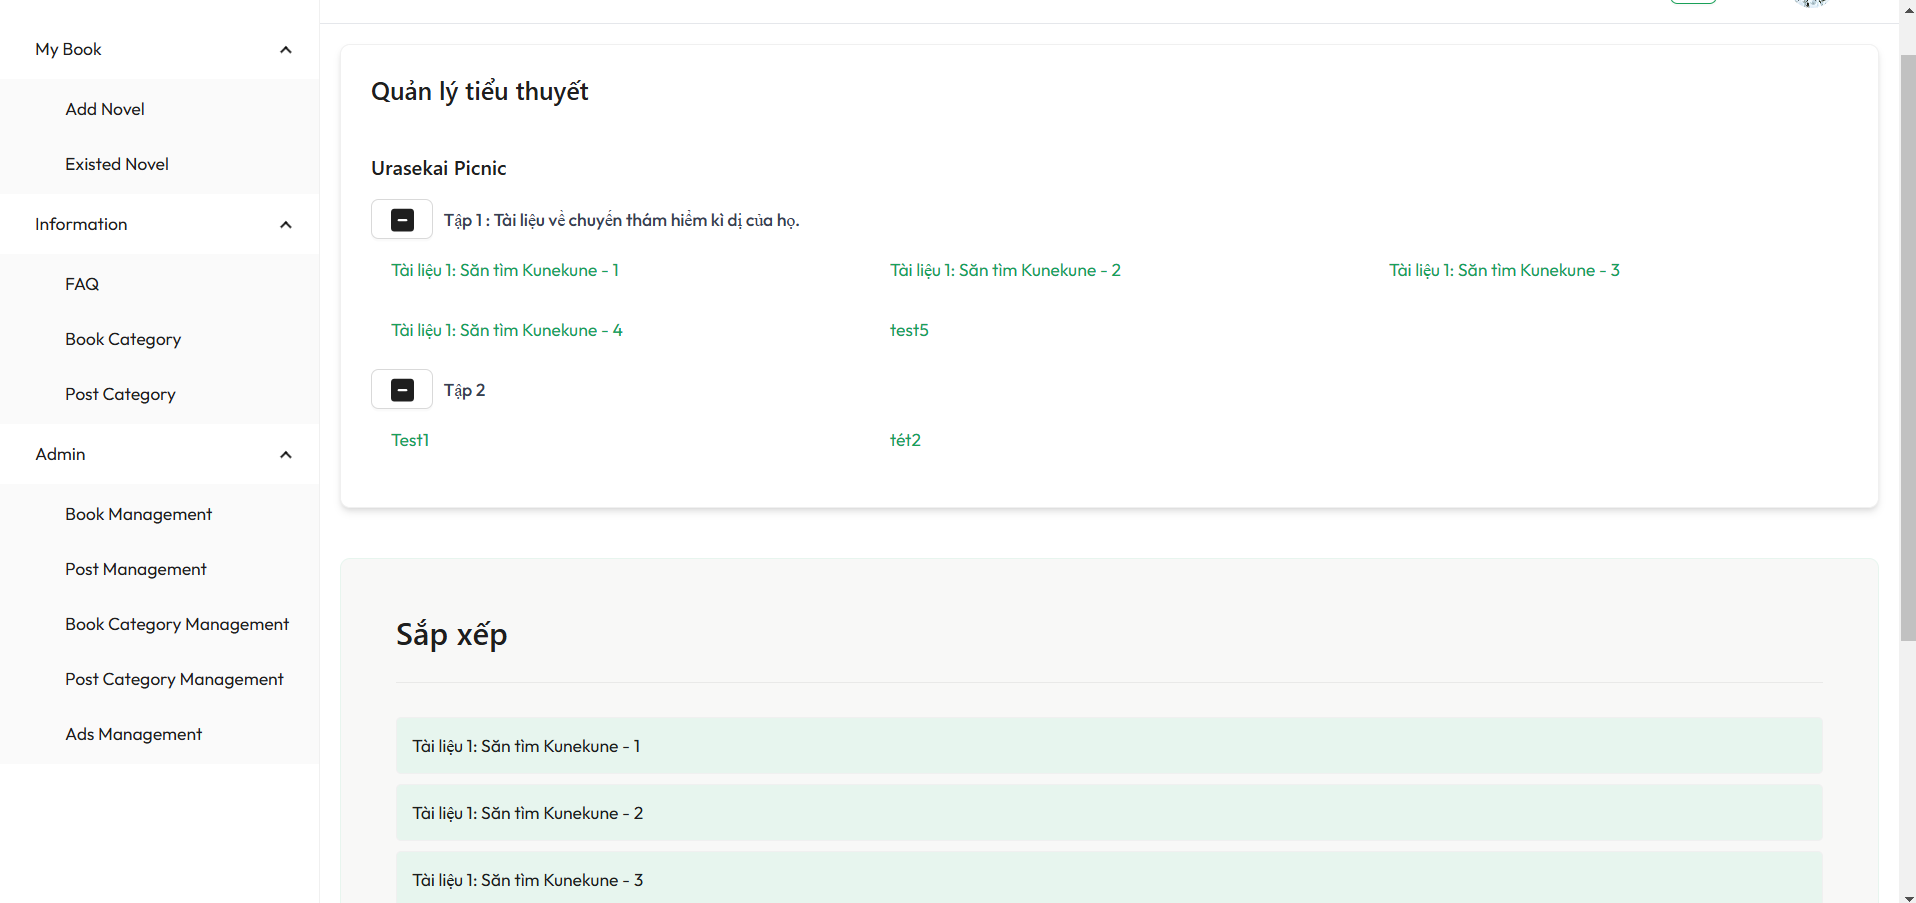 My Book
Add Novel
Existed Novel
Information
FAQ
Book Category
Post Category
Admin
Book Management
Post Management
Book Category Management
Post Category Management
Ads Management
Quản lý tiểu thuyết
Urasekai Picnic
Tập 1 : Tài liệu về chuyến thám hiểm kì dị của họ.
Tài liệu 1: Săn tìm Kunekune - 1
Tài liệu 1: Săn tìm Kunekune - 2
Tài liệu 1: Săn tìm Kunekune - 3
Tài liệu 1: Săn tìm Kunekune - 4
test5
Tập 2
Test1
tét2
Sắp xếp
Tài liệu 1: Săn tìm Kunekune - 1
Tài liệu 1: Săn tìm Kunekune - 2
Tài liệu 1: Săn tìm Kunekune - 3